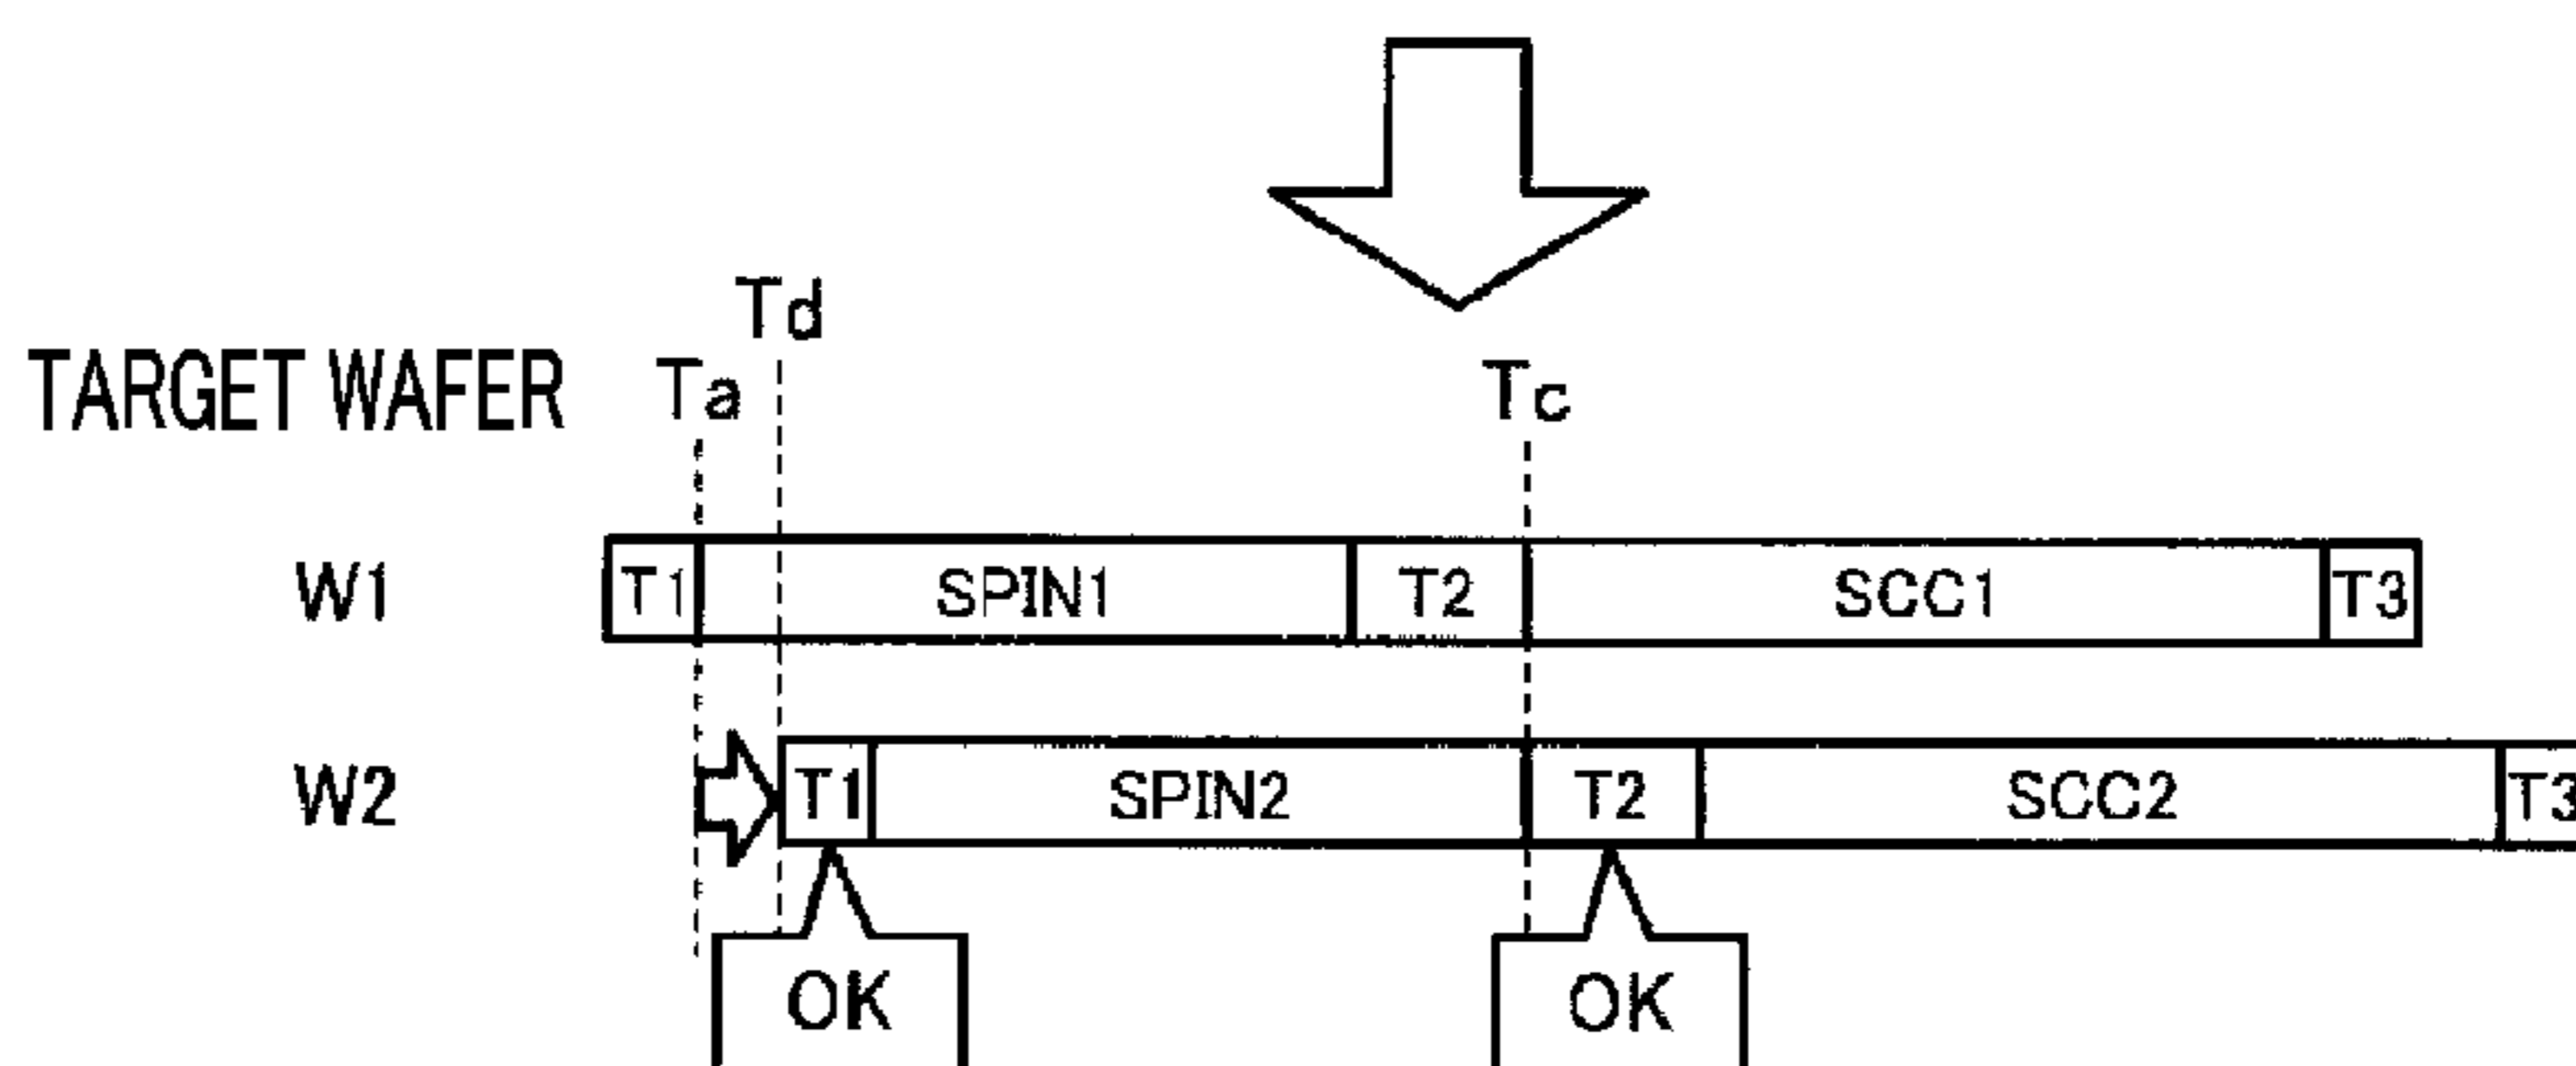 Td
TARGET WAFER Ta Tc
W1 T1 SPIN1 T2 SCC1 T3
W2 T1 SPIN2 T2 SCC2 T3
OK OK